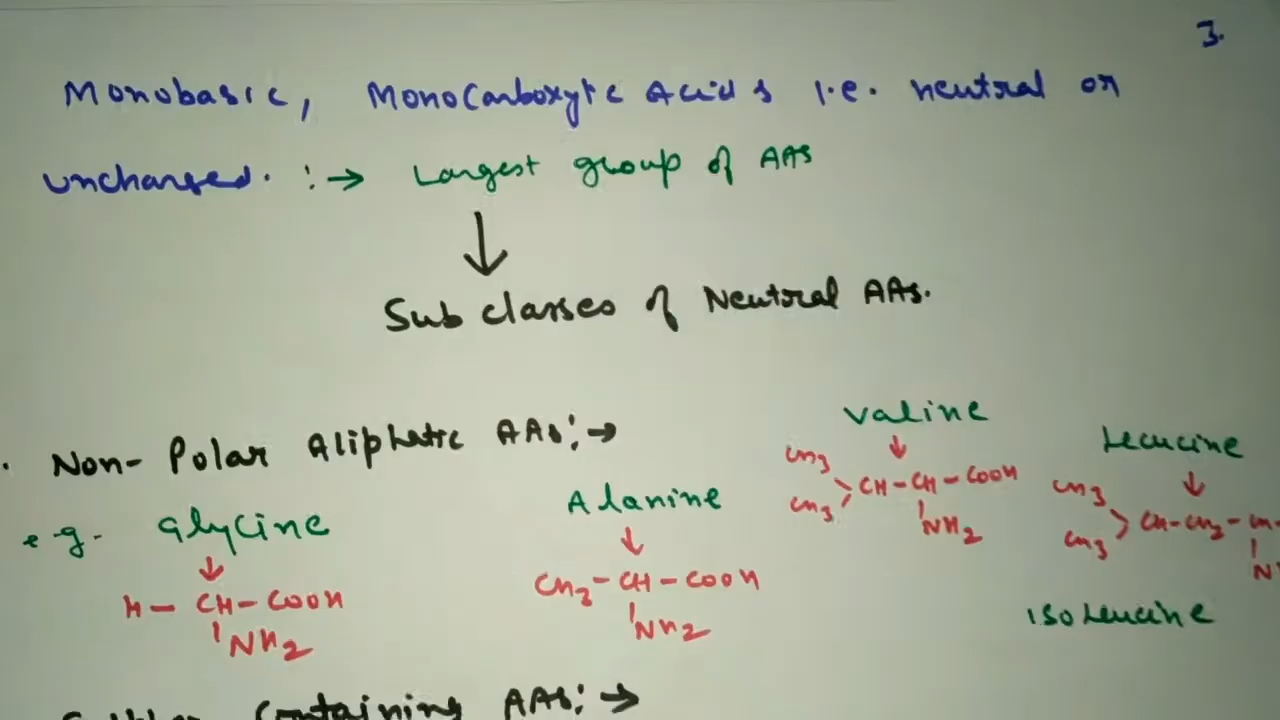 3.
Monobasic, Monocarboxylic Acids i.e. neutral or
uncharged. :→ Largest group of AAS
↓
Sub classes of Neutral AAs.
Non-Polar Aliphatic AAs:→
e.g. Glycine
↓
H — CH — COOH
NH2
Alanine
↓
CH3 — CH — COOH
NH2
Valine
↓
CH3
CH3 > CH — CH — COOH
NH2
Leucine
↓
CH3
CH3 > CH — CH2 — CH
N
isoleucine
Containing AAs:→